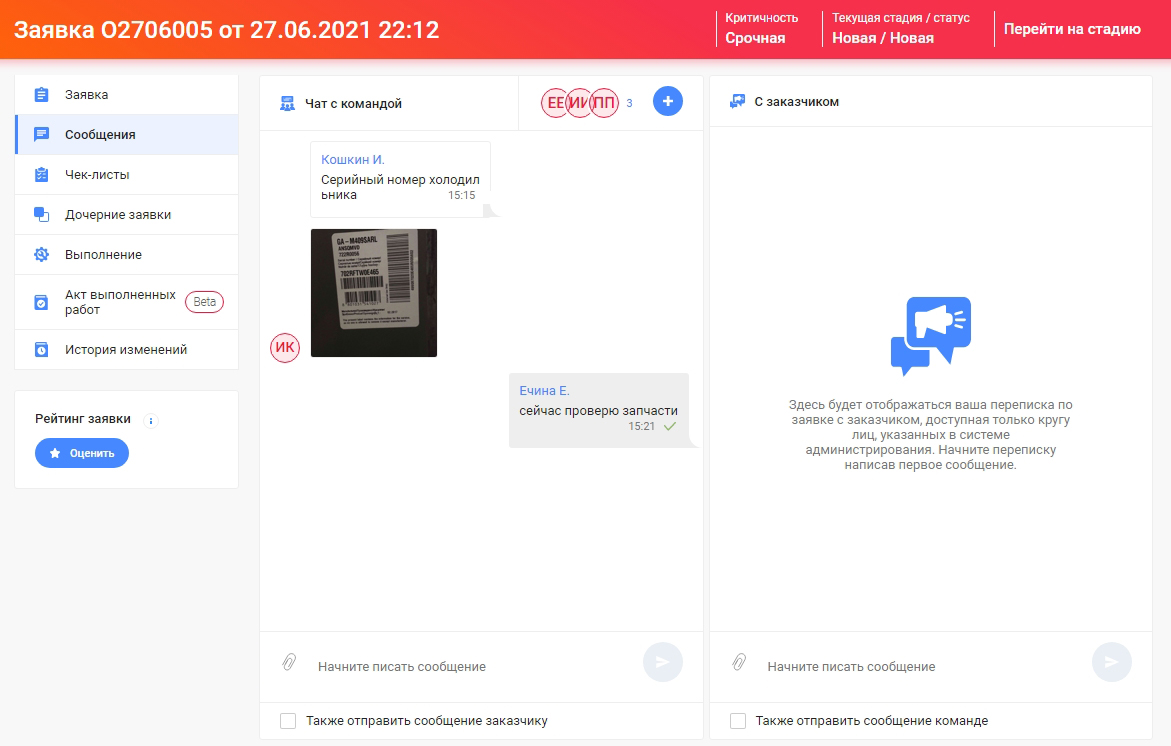 Заявка О2706005 от 27.06.2021 22:12
Критичность
Срочная
Текущая стадия / статус
Новая / Новая
Перейти на стадию
Заявка
Сообщения
Чек-листы
Дочерние заявки
Выполнение
Акт выполненных
работ
Beta
История изменений
Рейтинг заявки
Оценить
Чат с командой
ЕЕ
ИИ
ПП
3
Кошкин И.
Серийный номер холодил
ьника
15:15
GA - M409SARL
702RFTW0E465
ИК
Ечина Е.
сейчас проверю запчасти
15:21
Начните писать сообщение
Также отправить сообщение заказчику
С заказчиком
Здесь будет отображаться ваша переписка по
заявке с заказчиком, доступная только кругу
лиц, указанных в системе
администрирования. Начните переписку
написав первое сообщение.
Начните писать сообщение
Также отправить сообщение команде